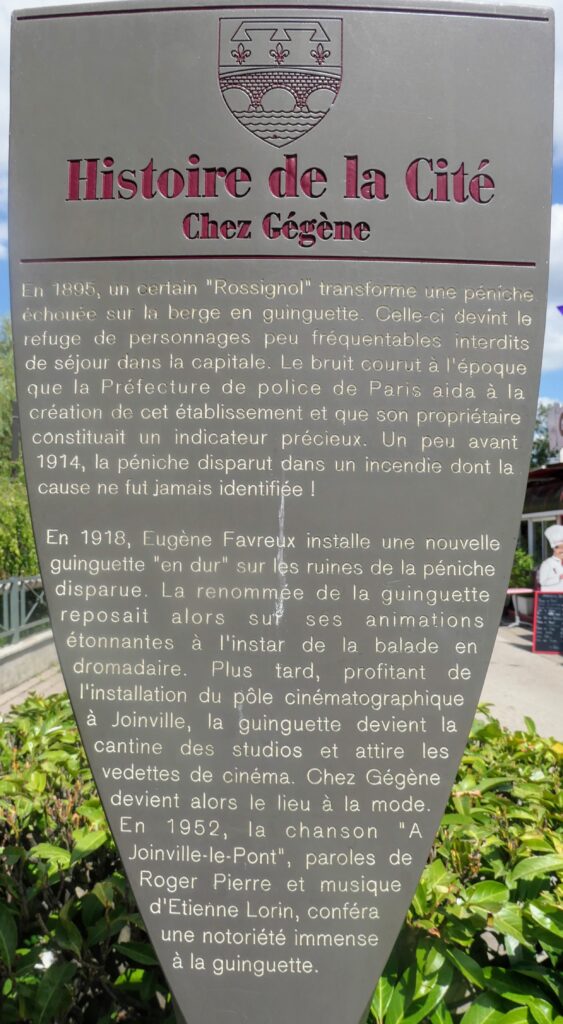 Histoire de la Cité
Chez Gégène
En 1895, un certain "Rossignol" transforme une péniche
échouée sur la berge en guinguette. Celle-ci devint le
refuge de personnages peu fréquentables interdits
de séjour dans la capitale. Le bruit courut à l'époque
que la Préfecture de police de Paris aida à la
création de cet établissement et que son propriétaire
constituait un indicateur précieux. Un peu avant
1914, la péniche disparut dans un incendie dont la
cause ne fut jamais identifiée !
En 1918, Eugène Favreux installe une nouvelle
guinguette "en dur" sur les ruines de la péniche
disparue. La renommée de la guinguette
reposait alors sur ses animations
étonnantes à l'instar de la balade en
dromadaire. Plus tard, profitant de
l'installation du pôle cinématographique
à Joinville, la guinguette devient la
cantine des studios et attire les
vedettes de cinéma. Chez Gégène
devient alors le lieu à la mode.
En 1952, la chanson "A
Joinville-le-Pont", paroles de
Roger Pierre et musique
d'Etienne Lorin, conféra
une notoriété immense
à la guinguette.